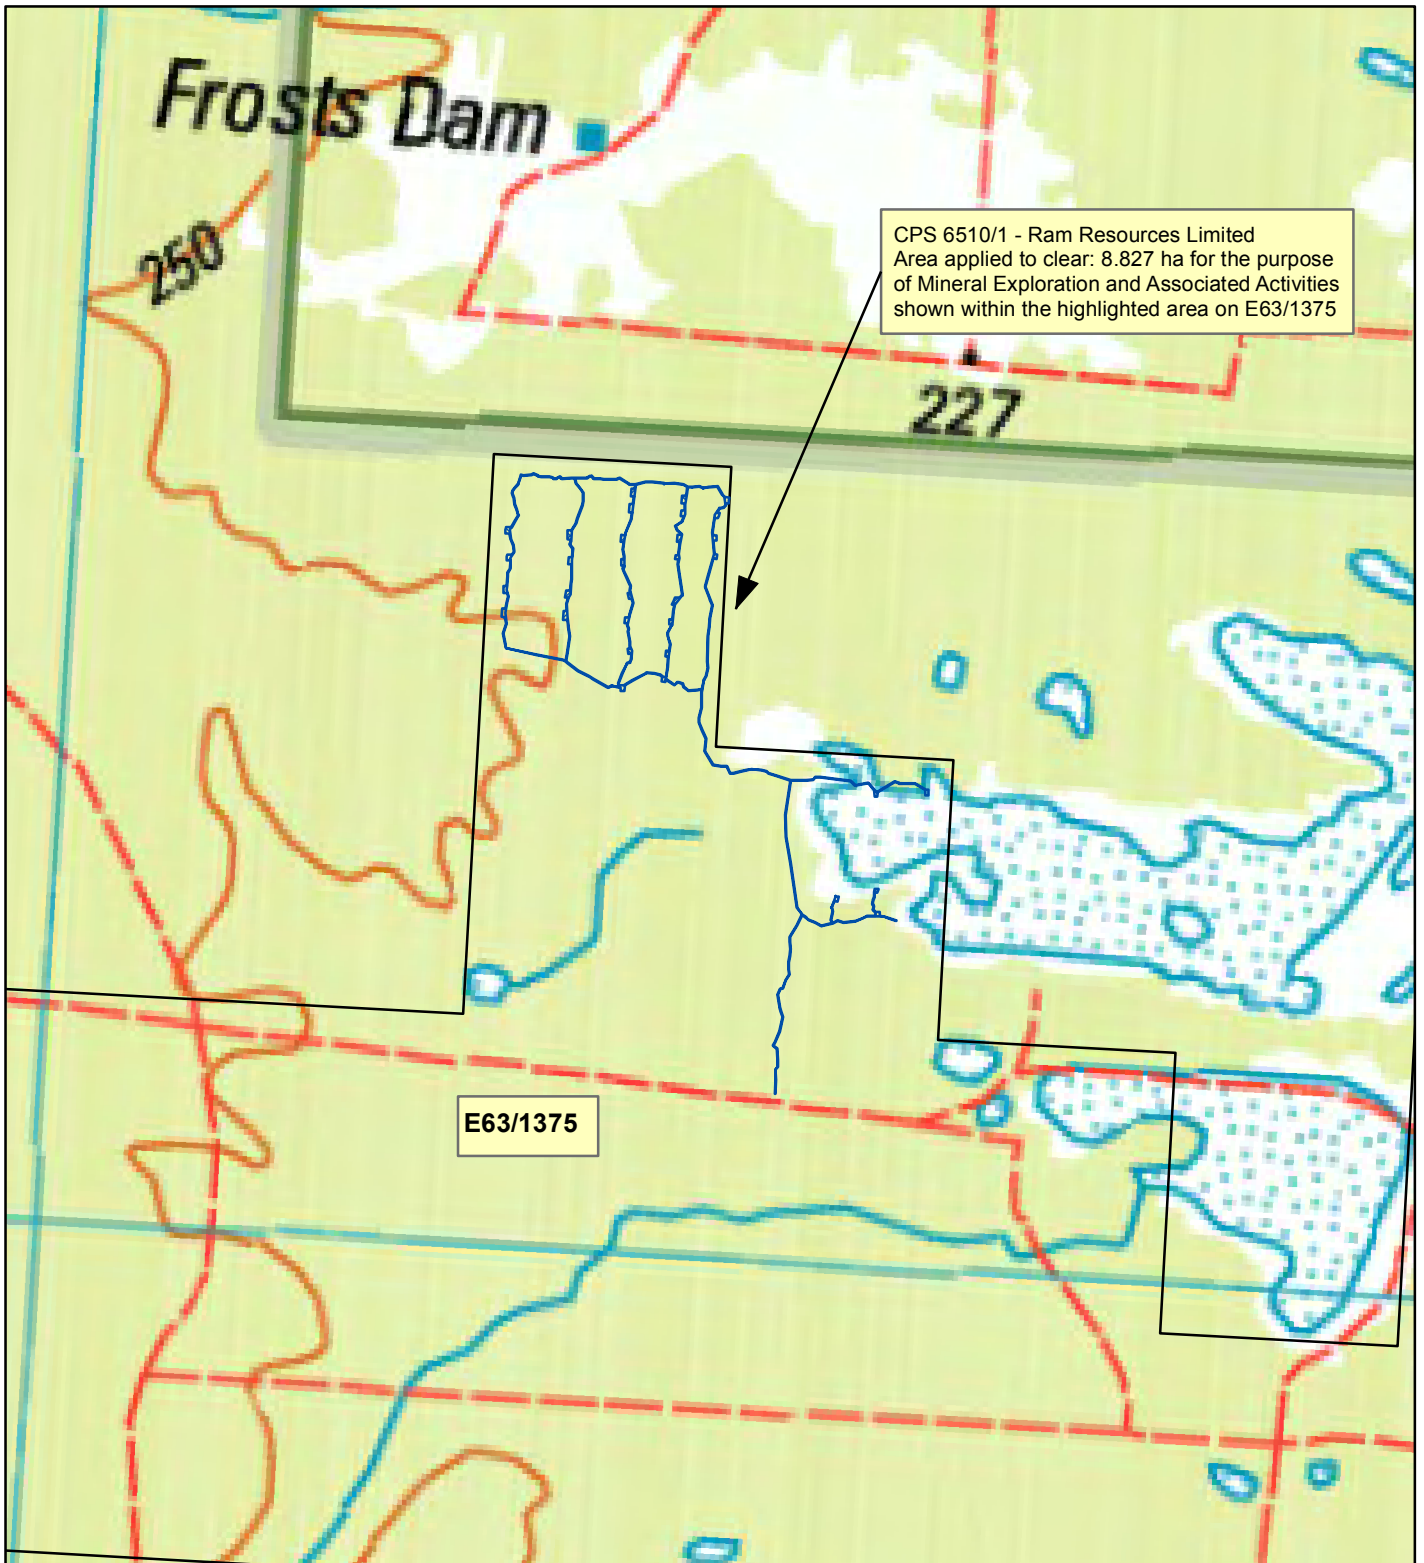 Frosts Dam
250
CPS 6510/1 - Ram Resources Limited
Area applied to clear: 8.827 ha for the purpose
of Mineral Exploration and Associated Activities
shown within the highlighted area on E63/1375
227
E63/1375